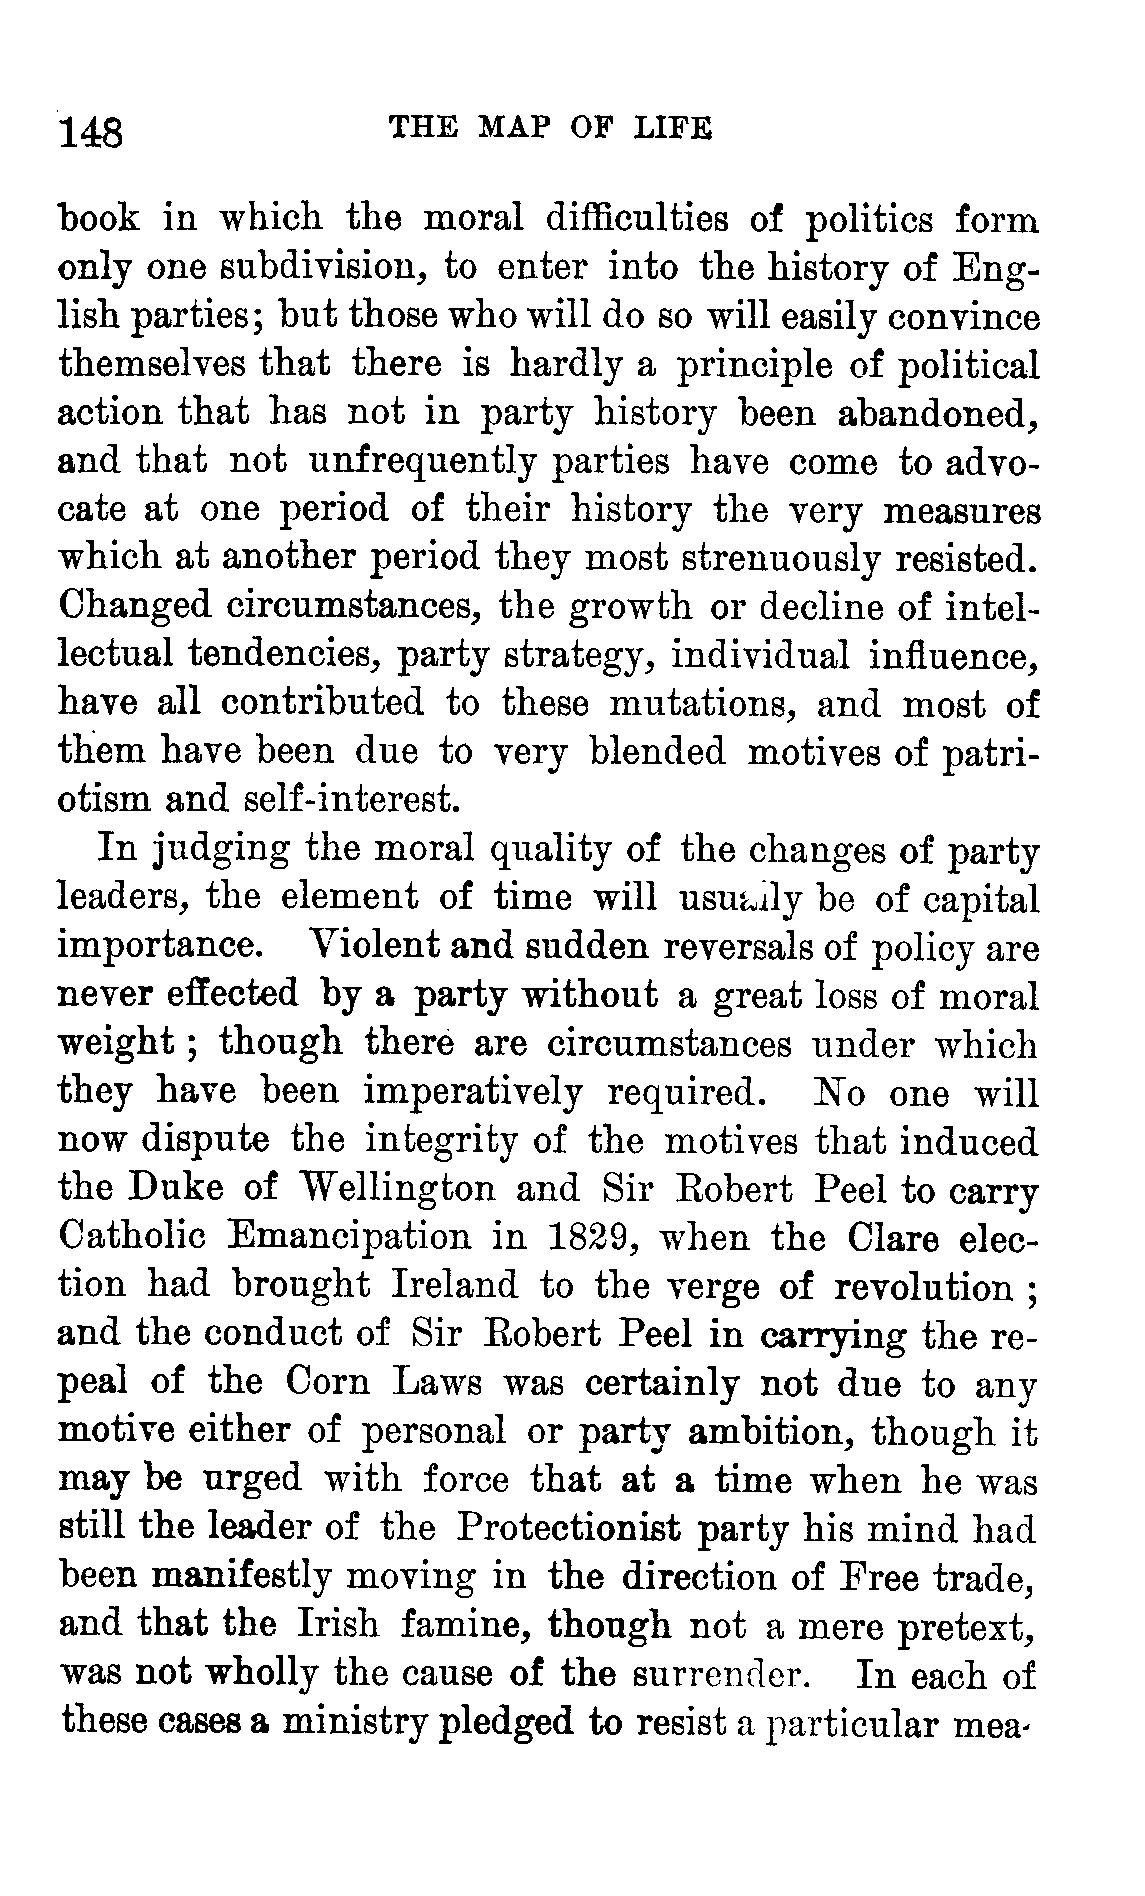 148 THE MAP OF LIFE
book in which the moral difficulties of politics form
only one subdivision, to enter into the history of Eng-
lish parties; but those who will do so will easily convince
themselves that there is hardly a principle of political
action that has not in party history been abandoned,
and that not unfrequently parties have come to advo-
cate at one period of their history the very measures
which at another period they most strenuously resisted.
Changed circumstances, the growth or decline of intel-
lectual tendencies, party strategy, individual influence,
have all contributed to these mutations, and most of
them have been due to very blended motives of patri-
otism and self-interest.
In judging the moral quality of the changes of party
leaders, the element of time will usually be of capital
importance. Violent and sudden reversals of policy are
never effected by a party without a great loss of moral
weight ; though there are circumstances under which
they have been imperatively required. No one will
now dispute the integrity of the motives that induced
the Duke of Wellington and Sir Robert Peel to carry
Catholic Emancipation in 1829, when the Clare elec-
tion had brought Ireland to the verge of revolution ;
and the conduct of Sir Robert Peel in carrying the re-
peal of the Corn Laws was certainly not due to any
motive either of personal or party ambition, though it
may be urged with force that at a time when he was
still the leader of the Protectionist party his mind had
been manifestly moving in the direction of Free trade,
and that the Irish famine, though not a mere pretext,
was not wholly the cause of the surrender. In each of
these cases a ministry pledged to resist a particular mea-